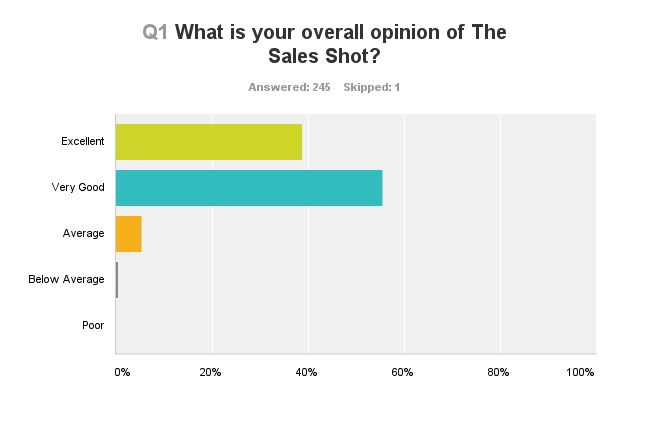 Q1 What is your overall opinion of The
Sales Shot?
Answered: 245 Skipped: 1
Excellent
Very Good
Average
Below Average
Poor
0% 20% 40% 60% 80% 100%